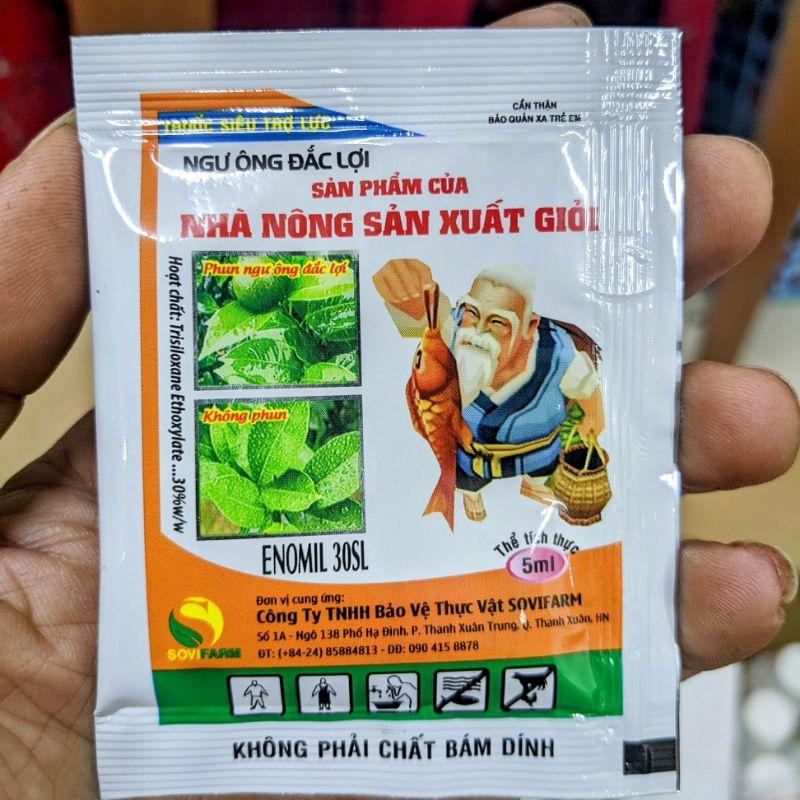 CẨN THẬN
BẢO QUẢN XA TRẺ EM
THUỐC SIÊU TRỢ LỰC
NGƯ ÔNG ĐẮC LỢI
SẢN PHẨM CỦA
NHÀ NÔNG SẢN XUẤT GIỎI
Phun ngư ông đắc lợi
Hoạt chất: Trisiloxane Ethoxylate ...30%w/w
Không phun
ENOMIL 30SL
Thể tích thực
5ml
Đơn vị cung ứng:
Công Ty TNHH Bảo Vệ Thực Vật SOVIFARM
Số 1A - Ngõ 138 Phố Hạ Đình, P. Thanh Xuân Trung, Q. Thanh Xuân, HN
ĐT: (+84-24) 85884813 - DĐ: 090 415 8878
SOVIFARM
KHÔNG PHẢI CHẤT BÁM DÍNH